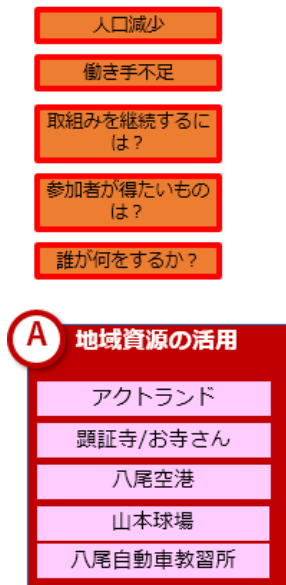 人口減少
働き手不足
取組みを継続するに
は？
参加者が得たいもの
は？
誰が何をするか？
A 地域資源の活用
アクトランド
顕証寺/お寺さん
八尾空港
山本球場
八尾自動車教習所